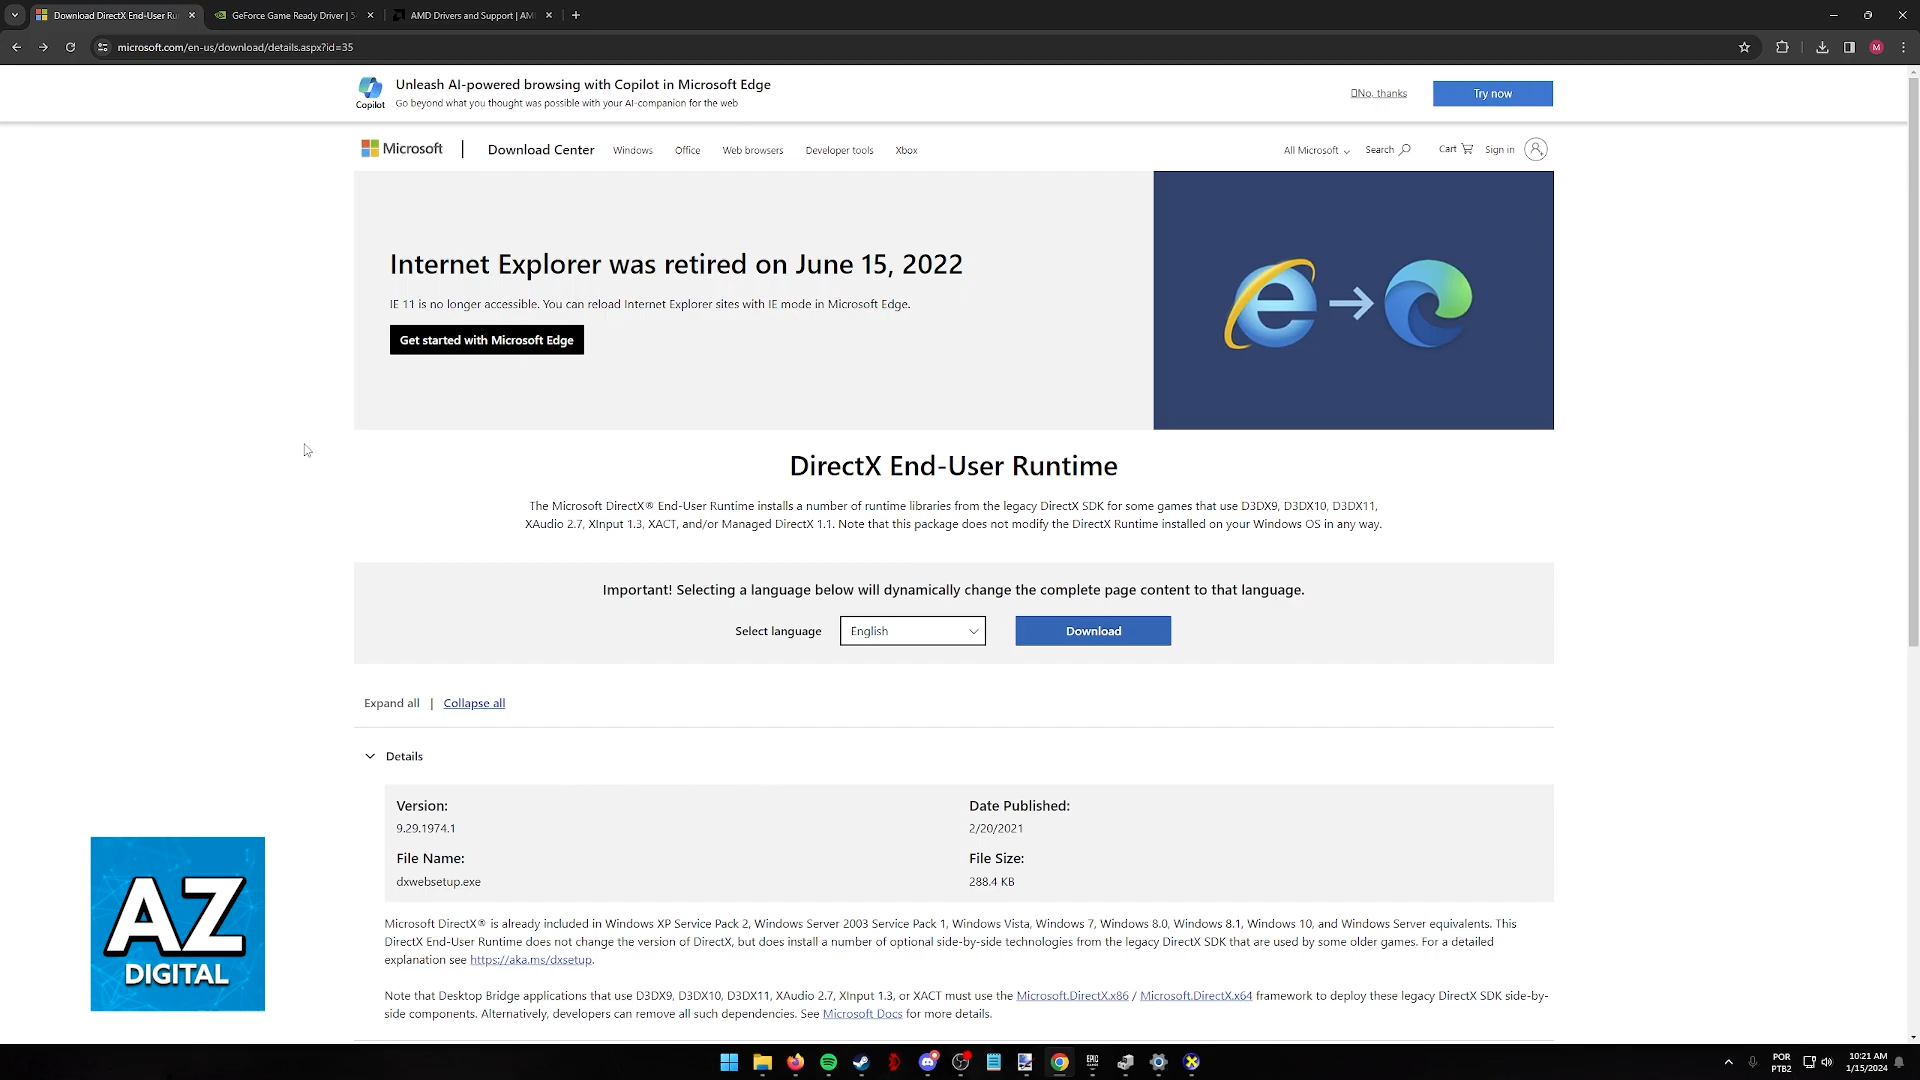 Download DirectX End-User Ru
GeForce Game Ready Driver | 5
AMD Drivers and Support | AM
microsoft.com/en-us/download/details.aspx?id=35
M
Unleash AI-powered browsing with Copilot in Microsoft Edge
Copilot
Go beyond what you thought was possible with your AI-companion for the web
No, thanks
Try now
Microsoft
Download Center
Windows
Office
Web browsers
Developer tools
Xbox
All Microsoft
Search
Cart
Sign in
Internet Explorer was retired on June 15, 2022
IE 11 is no longer accessible. You can reload Internet Explorer sites with IE mode in Microsoft Edge.
Get started with Microsoft Edge
DirectX End-User Runtime
The Microsoft DirectX® End-User Runtime installs a number of runtime libraries from the legacy DirectX SDK for some games that use D3DX9, D3DX10, D3DX11,
XAudio 2.7, XInput 1.3, XACT, and/or Managed DirectX 1.1. Note that this package does not modify the DirectX Runtime installed on your Windows OS in any way.
Important! Selecting a language below will dynamically change the complete page content to that language.
Select language
English
Download
Expand all | Collapse all
Details
Version:
9.29.1974.1
Date Published:
2/20/2021
File Name:
dxwebsetup.exe
File Size:
288.4 KB
Microsoft DirectX® is already included in Windows XP Service Pack 2, Windows Server 2003 Service Pack 1, Windows Vista, Windows 7, Windows 8.0, Windows 8.1, Windows 10, and Windows Server equivalents. This
DirectX End-User Runtime does not change the version of DirectX, but does install a number of optional side-by-side technologies from the legacy DirectX SDK that are used by some older games. For a detailed
explanation see https://aka.ms/dxsetup.
Note that Desktop Bridge applications that use D3DX9, D3DX10, D3DX11, XAudio 2.7, XInput 1.3, or XACT must use the Microsoft.DirectX.x86 / Microsoft.DirectX.x64 framework to deploy these legacy DirectX SDK side-by-
side components. Alternatively, developers can remove all such dependencies. See Microsoft Docs for more details.
AZ
DIGITAL
EPIC
POR
PTB2
10:21 AM
1/15/2024